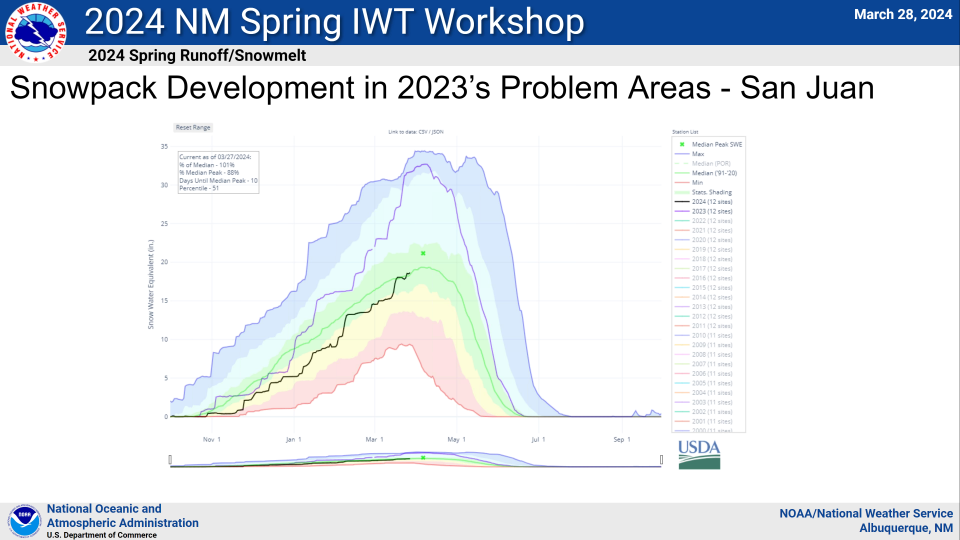 2024 NM Spring IWT Workshop
March 28, 2024
NATIONAL WEATHER SERVICE
2024 Spring Runoff/Snowmelt
Snowpack Development in 2023’s Problem Areas - San Juan
Reset Range
Link to data: CSV / JSON
Station List
Current as of 03/27/2024:
% of Median - 101%
% Median Peak - 88%
Days Until Median Peak - 10
Percentile - 51
Snow Water Equivalent (in.)
35
30
25
20
15
10
5
0
Nov 1
Jan 1
Mar 1
May 1
Jul 1
Sep 1
Median Peak SWE
Max
Median (POR)
Median ('91-'20)
Min
Stats. Shading
2024 (12 sites)
2023 (12 sites)
2022 (12 sites)
2021 (12 sites)
2020 (12 sites)
2019 (12 sites)
2018 (12 sites)
2017 (12 sites)
2016 (12 sites)
2015 (12 sites)
2014 (12 sites)
2013 (12 sites)
2012 (12 sites)
2011 (12 sites)
2010 (12 sites)
2009 (11 sites)
2008 (11 sites)
2007 (11 sites)
2006 (11 sites)
2005 (11 sites)
2004 (11 sites)
2003 (11 sites)
2002 (11 sites)
2001 (11 sites)
2000 (11 sites)
USDA
NOAA
National Oceanic and
Atmospheric Administration
U.S. Department of Commerce
NOAA/National Weather Service
Albuquerque, NM